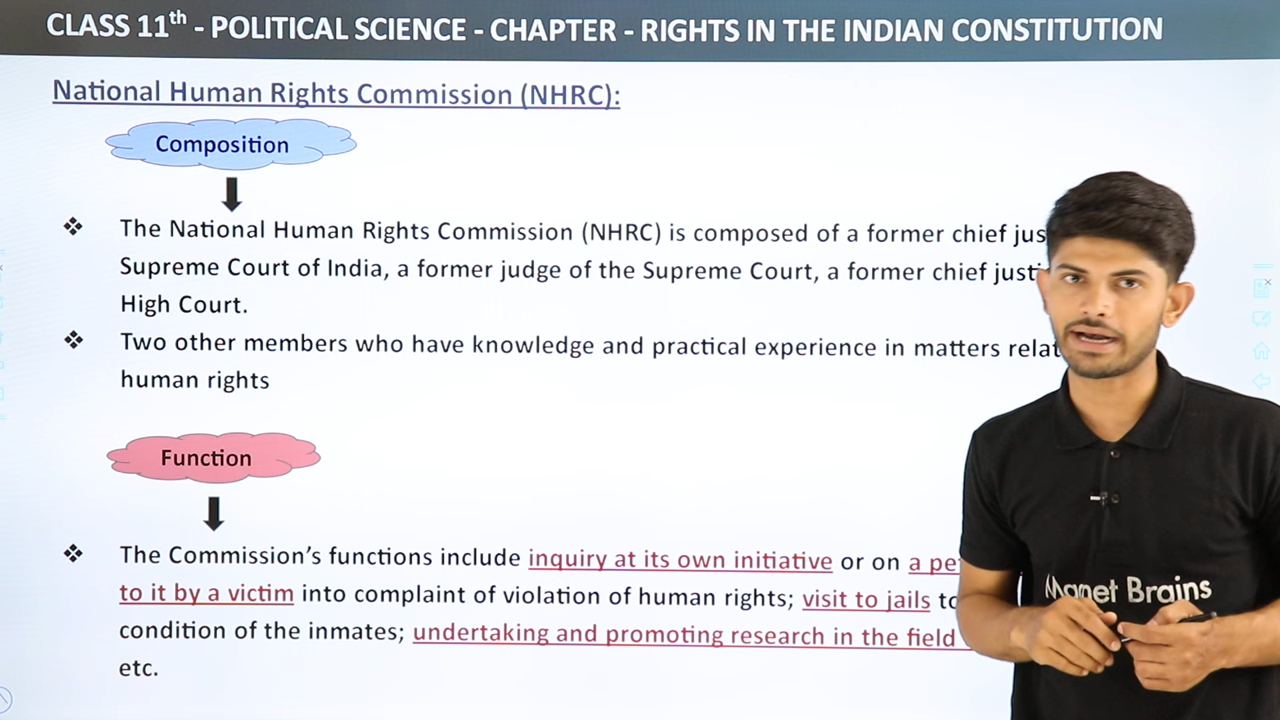 CLASS 11th - POLITICAL SCIENCE - CHAPTER - RIGHTS IN THE INDIAN CONSTITUTION
National Human Rights Commission (NHRC):
Composition
The National Human Rights Commission (NHRC) is composed of a former chief jus
Supreme Court of India, a former judge of the Supreme Court, a former chief justi
High Court.
Two other members who have knowledge and practical experience in matters relat
human rights
Function
The Commission's functions include inquiry at its own initiative or on a pe
to it by a victim into complaint of violation of human rights; visit to jails to
condition of the inmates; undertaking and promoting research in the field
etc.
Magnet Brains